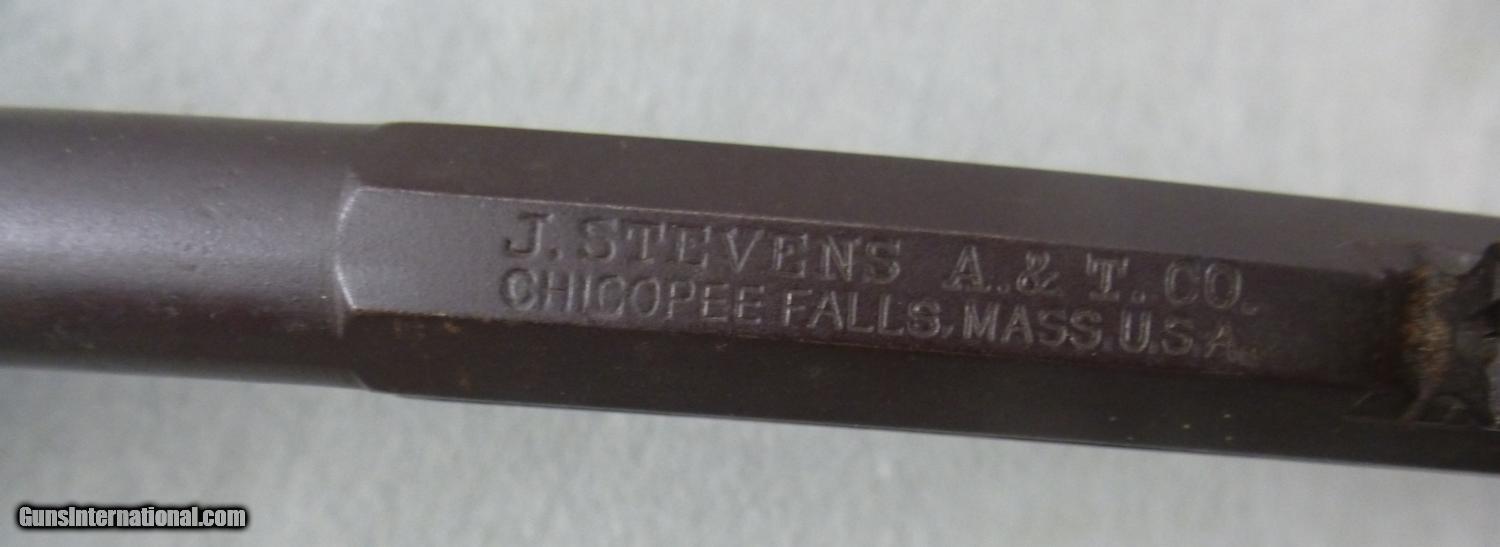 J. STEVENS A. & T. CO.
CHICOPEE FALLS, MASS. U.S.A.
GunsInternational.com